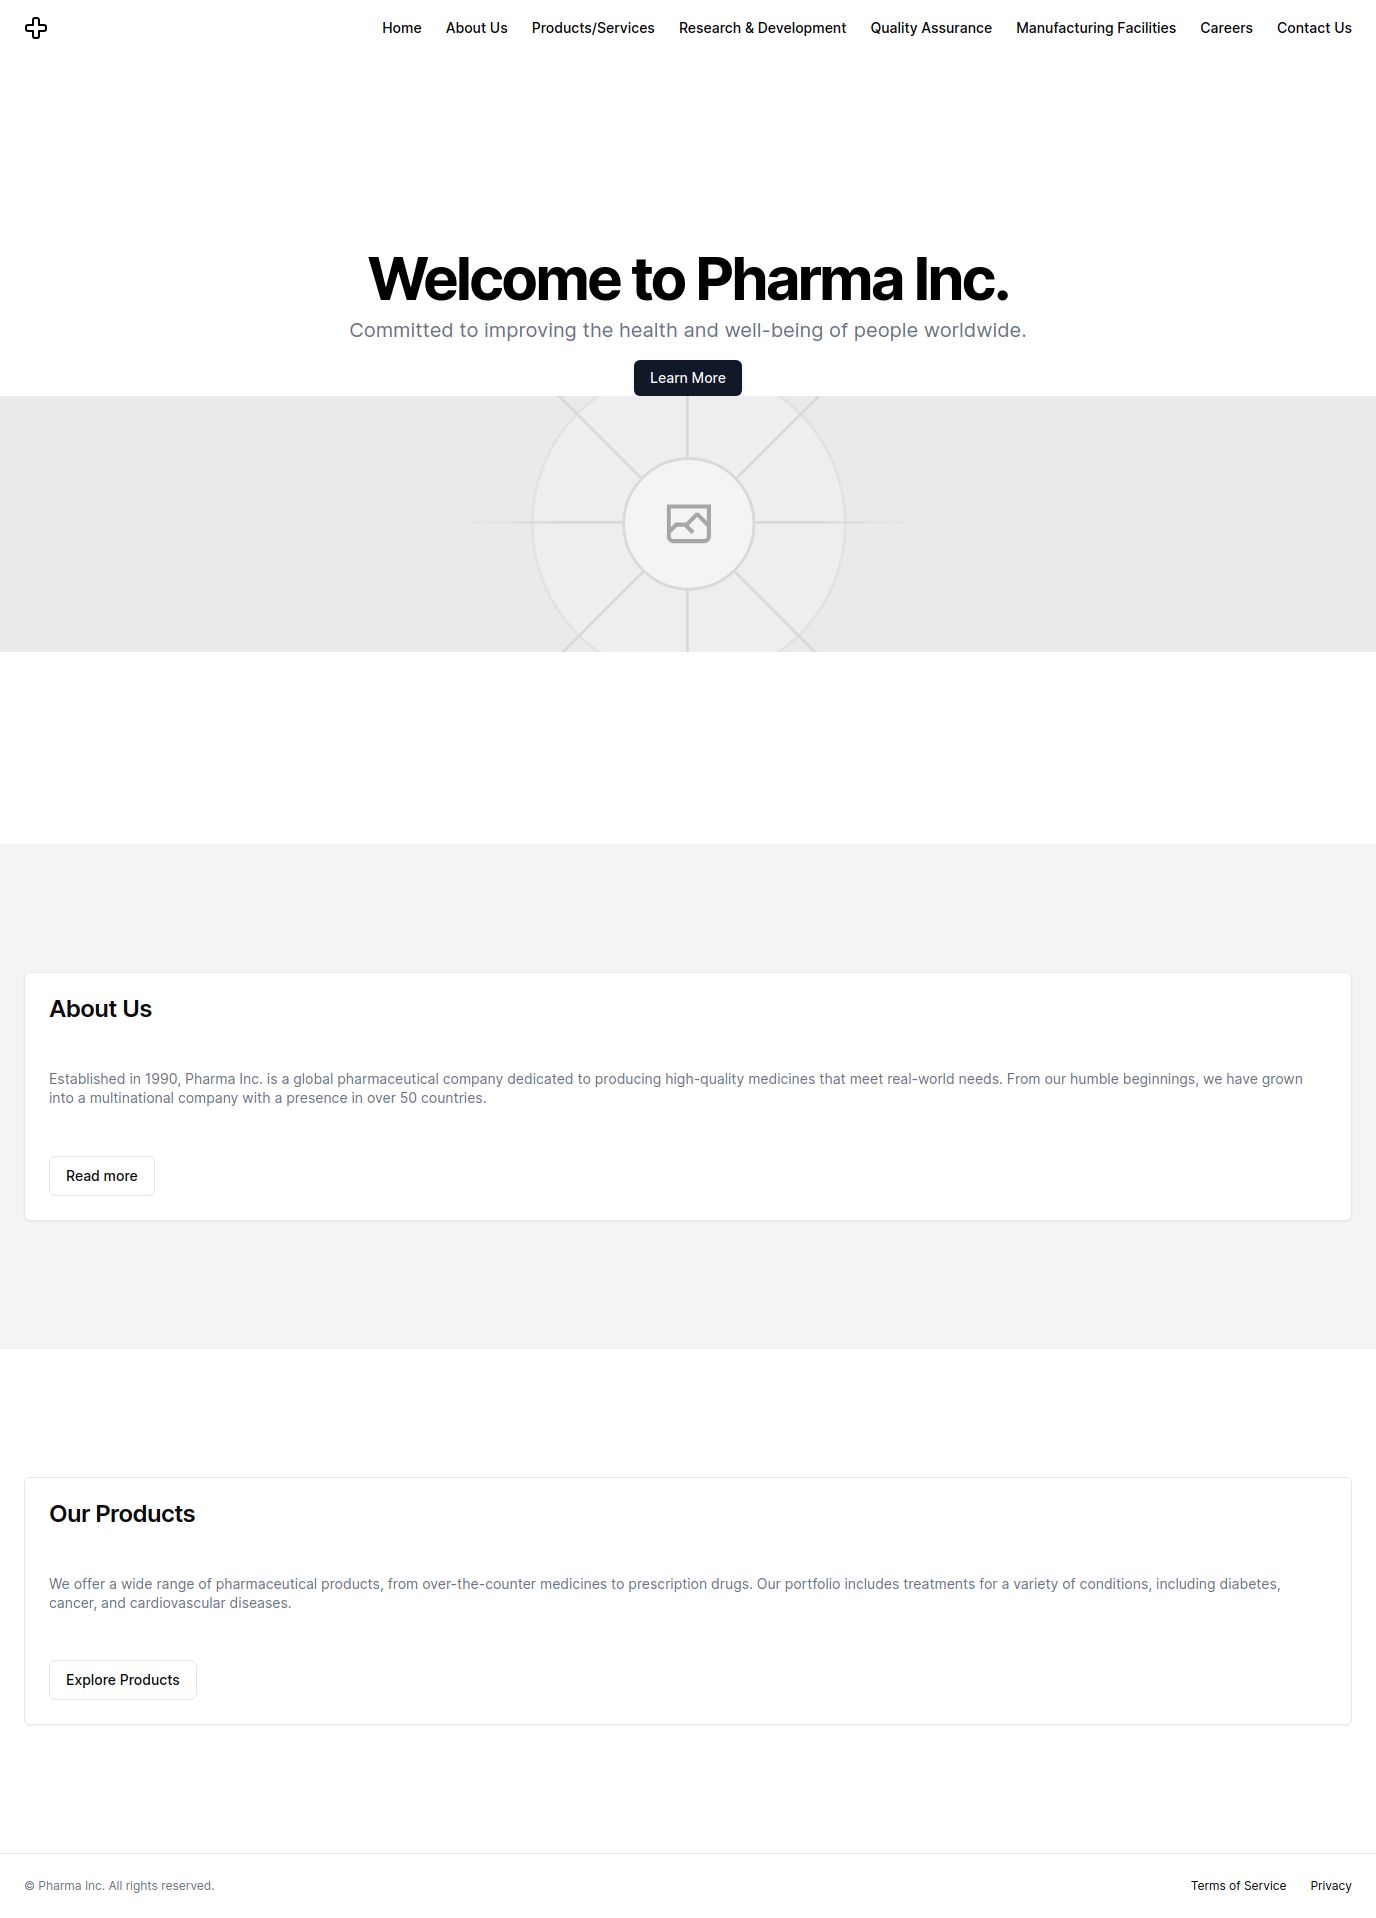 Home About Us Products/Services Research & Development Quality Assurance Manufacturing Facilities Careers Contact Us
Welcome to Pharma Inc.
Committed to improving the health and well-being of people worldwide.
Learn More
About Us
Established in 1990, Pharma Inc. is a global pharmaceutical company dedicated to producing high-quality medicines that meet real-world needs. From our humble beginnings, we have grown
into a multinational company with a presence in over 50 countries.
Read more
Our Products
We offer a wide range of pharmaceutical products, from over-the-counter medicines to prescription drugs. Our portfolio includes treatments for a variety of conditions, including diabetes,
cancer, and cardiovascular diseases.
Explore Products
© Pharma Inc. All rights reserved. Terms of Service Privacy